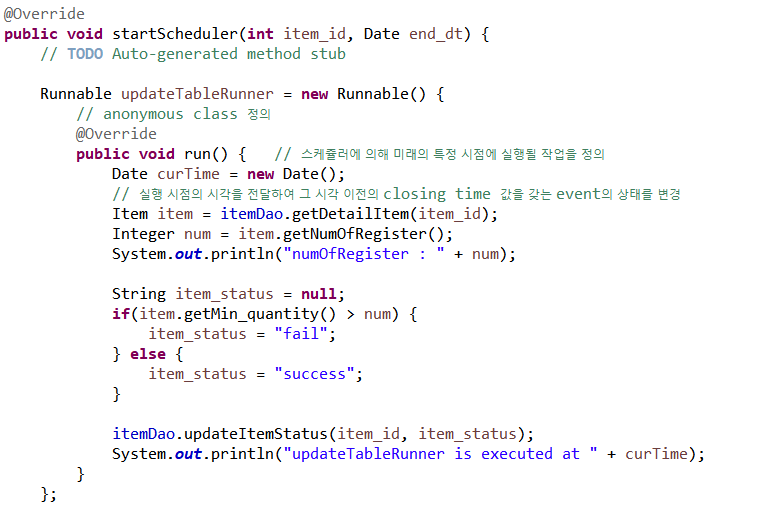 @Override
public void startScheduler(int item_id, Date end_dt) {
    // TODO Auto-generated method stub

    Runnable updateTableRunner = new Runnable() {
        // anonymous class 정의
        @Override
        public void run() {   // 스케쥴러에 의해 미래의 특정 시점에 실행될 작업을 정의
            Date curTime = new Date();
            // 실행 시점의 시각을 전달하여 그 시각 이전의 closing time 값을 갖는 event의 상태를 변경
            Item item = itemDao.getDetailItem(item_id);
            Integer num = item.getNumOfRegister();
            System.out.println("numOfRegister : " + num);

            String item_status = null;
            if(item.getMin_quantity() > num) {
                item_status = "fail";
            } else {
                item_status = "success";
            }

            itemDao.updateItemStatus(item_id, item_status);
            System.out.println("updateTableRunner is executed at " + curTime);
        }
    };